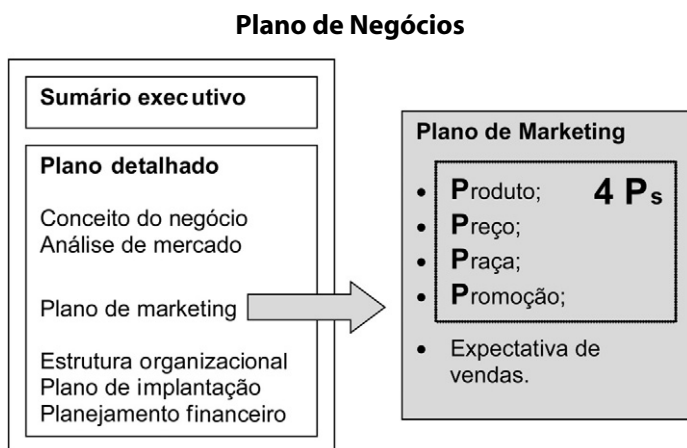 Plano de Negócios
Sumário executivo
Plano detalhado
Conceito do negócio
Análise de mercado
Plano de marketing
Estrutura organizacional
Plano de implantação
Planejamento financeiro
Plano de Marketing
• Produto; 4 Ps
• Preço;
• Praça;
• Promoção;
• Expectativa de
vendas.